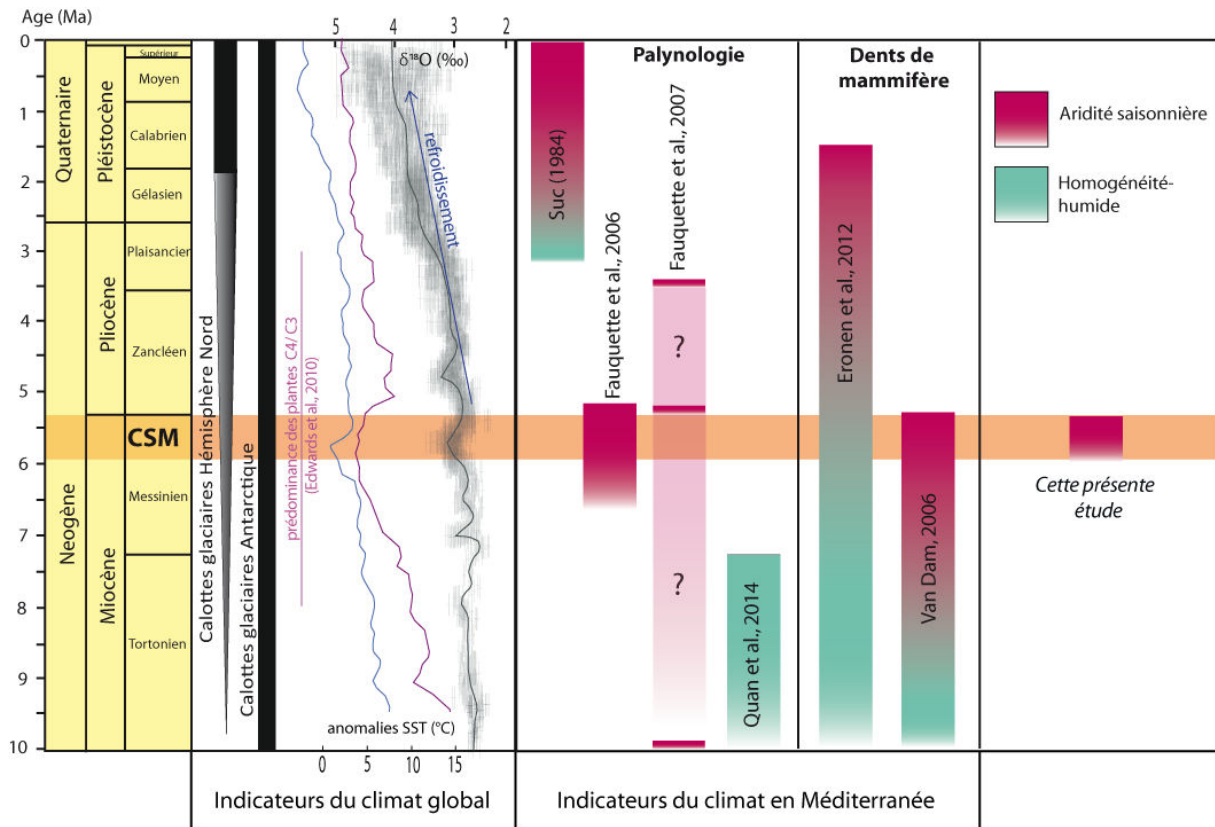 Age (Ma)
5
4
3
2
0
1
2
3
4
5
6
7
8
9
10
Quaternaire
Neogène
Pléistocène
Pliocène
Miocène
Supérieur
Moyen
Calabrien
Gélasien
Plaisancien
Zancléen
CSM
Messinien
Tortonien
Calottes glaciaires Hémisphère Nord
Calottes glaciaires Antarctique
prédominance des plantes C4/ C3
(Edwards et al., 2010)
δ¹⁸O (‰)
refroidissement
anomalies SST (°C)
0
5
10
15
Indicateurs du climat global
Palynologie
Suc (1984)
Fauquette et al., 2006
Fauquette et al., 2007
?
?
Quan et al., 2014
Dents de
mammifère
Eronen et al., 2012
Van Dam, 2006
Indicateurs du climat en Méditerranée
Aridité saisonnière
Homogénéité-
humide
Cette présente
étude